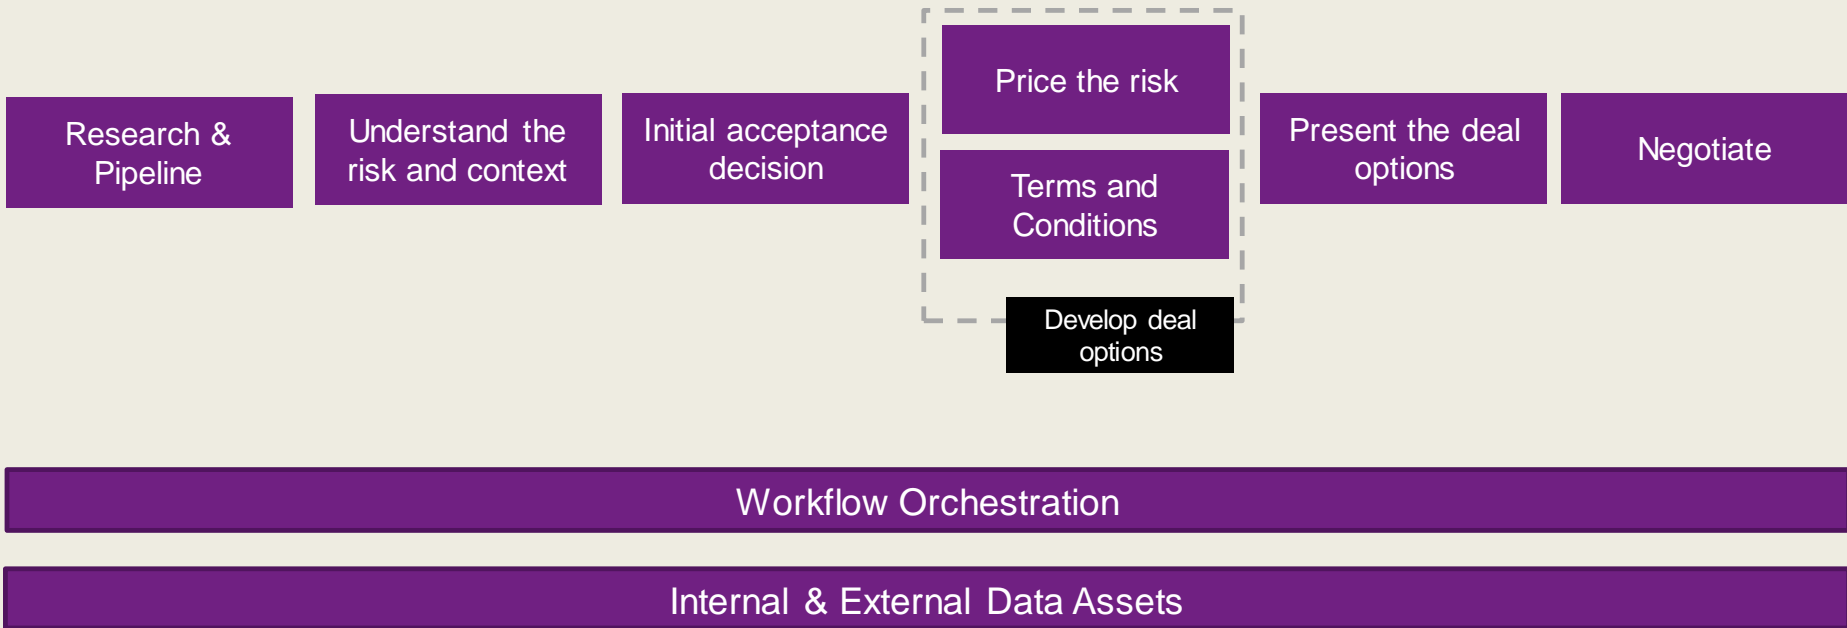 Research &
Pipeline
Understand the
risk and context
Initial acceptance
decision
Price the risk
Terms and
Conditions
Develop deal
options
Present the deal
options
Negotiate
Workflow Orchestration
Internal & External Data Assets